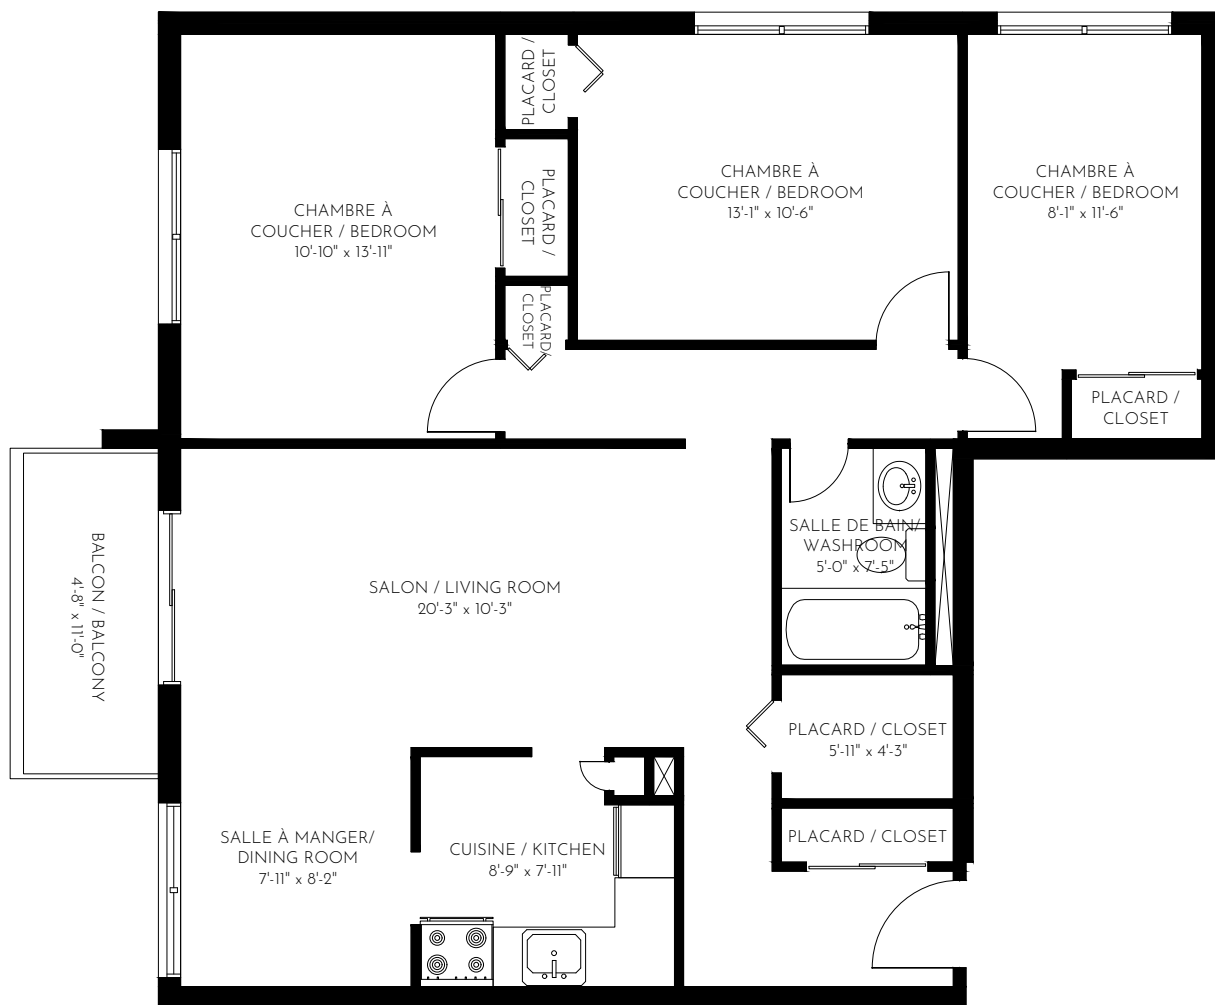 PLACARD /
CLOSET
CHAMBRE À
COUCHER / BEDROOM
13'-1" x 10'-6"
CHAMBRE À
COUCHER / BEDROOM
8'-1" x 11'-6"
PLACARD /
CLOSET
CHAMBRE À
COUCHER / BEDROOM
10'-10" x 13'-11"
PLACARD/
CLOSET
PLACARD /
CLOSET
SALLE DE BAIN/
WASHROOM
5'-0" x 7'-5"
BALCON / BALCONY
4'-8" x 11'-0"
SALON / LIVING ROOM
20'-3" x 10'-3"
PLACARD / CLOSET
5'-11" x 4'-3"
SALLE À MANGER/
DINING ROOM
7'-11" x 8'-2"
CUISINE / KITCHEN
8'-9" x 7'-11"
PLACARD / CLOSET